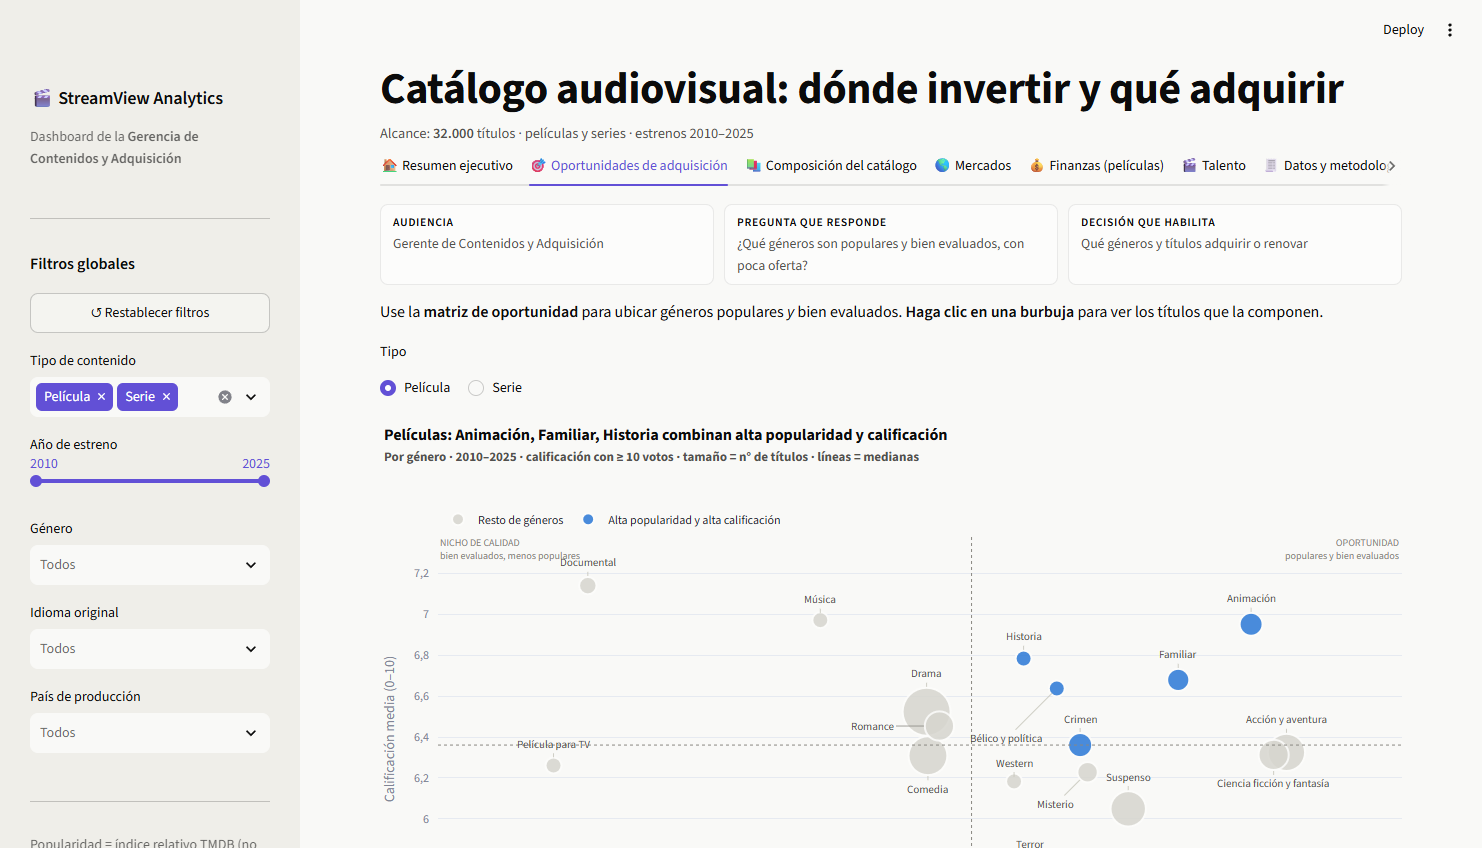 Deploy
StreamView Analytics
Dashboard de la Gerencia de
Contenidos y Adquisición
Filtros globales
↺ Restablecer filtros
Tipo de contenido
Película × Serie ×
Año de estreno
2010 2025
Género
Todos
Idioma original
Todos
País de producción
Todos
Popularidad = índice relativo TMDB (no
Catálogo audiovisual: dónde invertir y qué adquirir
Alcance: 32.000 títulos · películas y series · estrenos 2010–2025
Resumen ejecutivo Oportunidades de adquisición Composición del catálogo Mercados Finanzas (películas) Talento Datos y metodolo
AUDIENCIA
Gerente de Contenidos y Adquisición
PREGUNTA QUE RESPONDE
¿Qué géneros son populares y bien evaluados, con
poca oferta?
DECISIÓN QUE HABILITA
Qué géneros y títulos adquirir o renovar
Use la matriz de oportunidad para ubicar géneros populares y bien evaluados. Haga clic en una burbuja para ver los títulos que la componen.
Tipo
Película Serie
Películas: Animación, Familiar, Historia combinan alta popularidad y calificación
Por género · 2010–2025 · calificación con ≥ 10 votos · tamaño = n° de títulos · líneas = medianas
Resto de géneros Alta popularidad y alta calificación
NICHO DE CALIDAD
bien evaluados, menos populares
OPORTUNIDAD
populares y bien evaluados
Documental
7,2
Música
Animación
7
Historia
6,8
Familiar
Drama
6,6
Romance
Crimen
Acción y aventura
6,4
Bélico y política
Película para TV
Western
6,2
Suspenso
Ciencia ficción y fantasía
Comedia
Misterio
6
Terror
Calificación media (0–10)